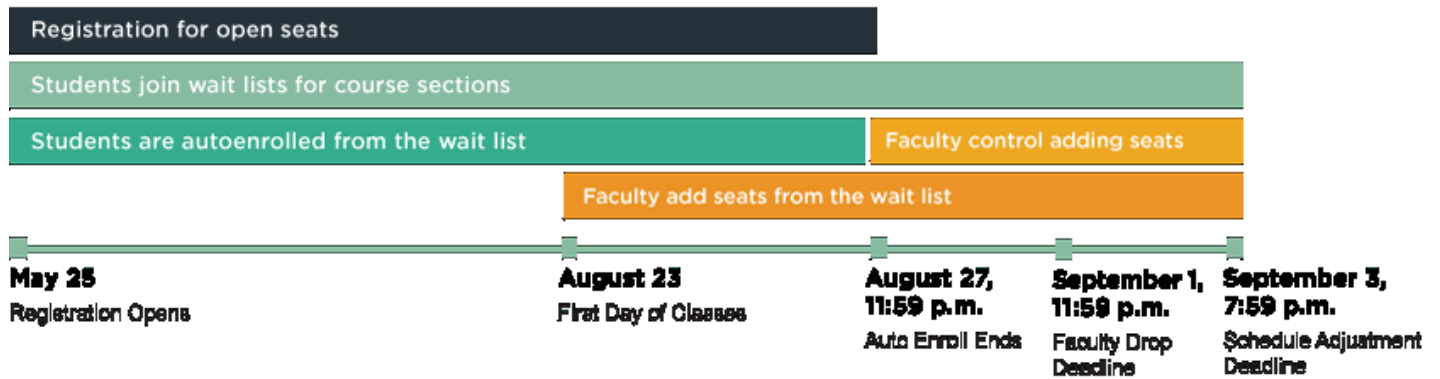 Registration for open seats
Students join wait lists for course sections
Students are autoenrolled from the wait list
Faculty control adding seats
Faculty add seats from the wait list
May 25
Registration Opens
August 23
First Day of Classes
August 27,
11:59 p.m.
Auto Enroll Ends
September 1,
11:59 p.m.
Faculty Drop
Deadline
September 3,
7:59 p.m.
Schedule Adjustment
Deadline